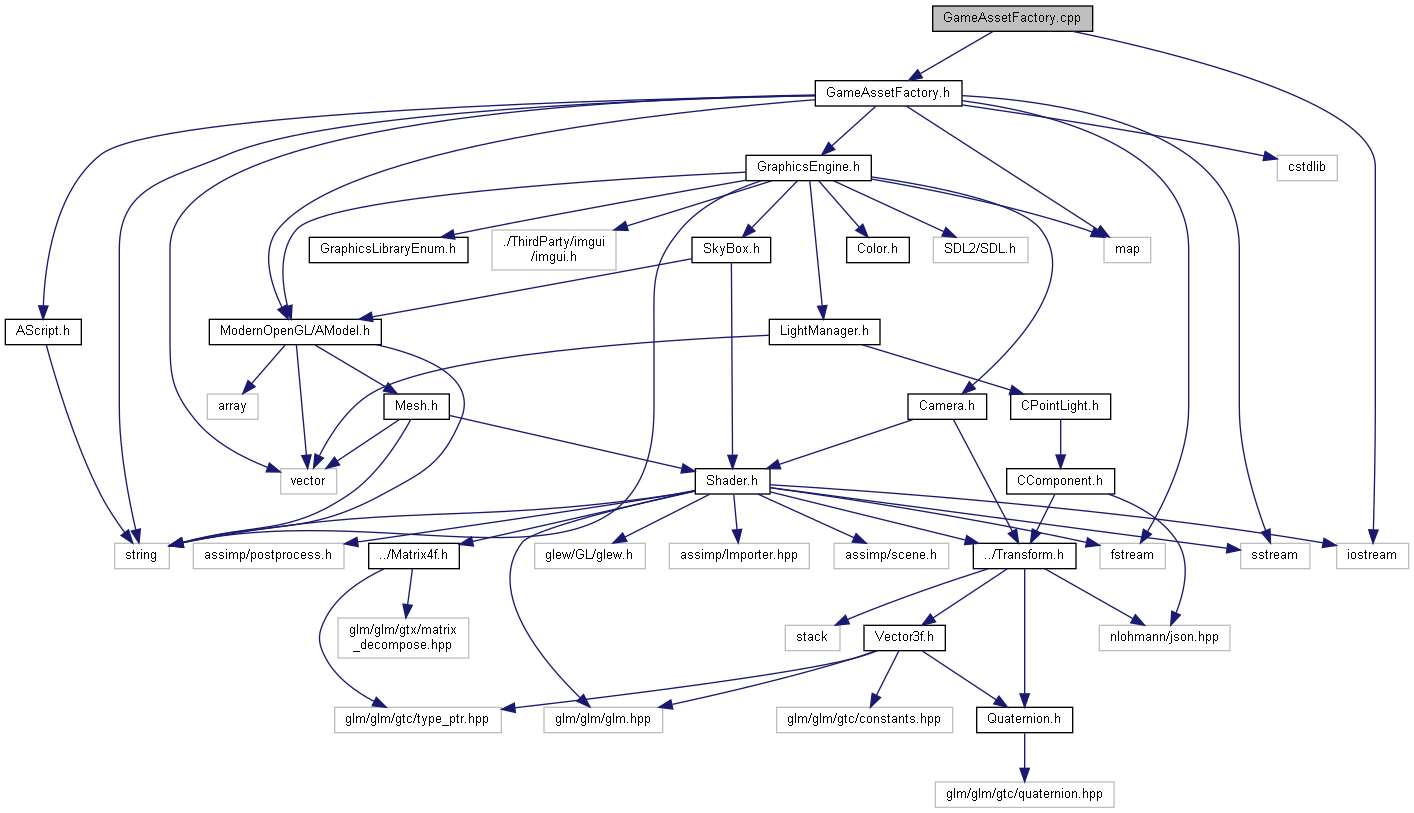 GameAssetFactory.cpp
GameAssetFactory.h
GraphicsEngine.h
cstdlib
GraphicsLibraryEnum.h
./ThirdParty/imgui
/imgui.h
SkyBox.h
Color.h
SDL2/SDL.h
map
AScript.h
ModernOpenGL/AModel.h
LightManager.h
array
Mesh.h
Camera.h
CPointLight.h
vector
Shader.h
CComponent.h
string
assimp/postprocess.h
../Matrix4f.h
glew/GL/glew.h
assimp/Importer.hpp
assimp/scene.h
../Transform.h
fstream
sstream
iostream
glm/glm/gtx/matrix
_decompose.hpp
stack
Vector3f.h
nlohmann/json.hpp
glm/glm/gtc/type_ptr.hpp
glm/glm/glm.hpp
glm/glm/gtc/constants.hpp
Quaternion.h
glm/glm/gtc/quaternion.hpp